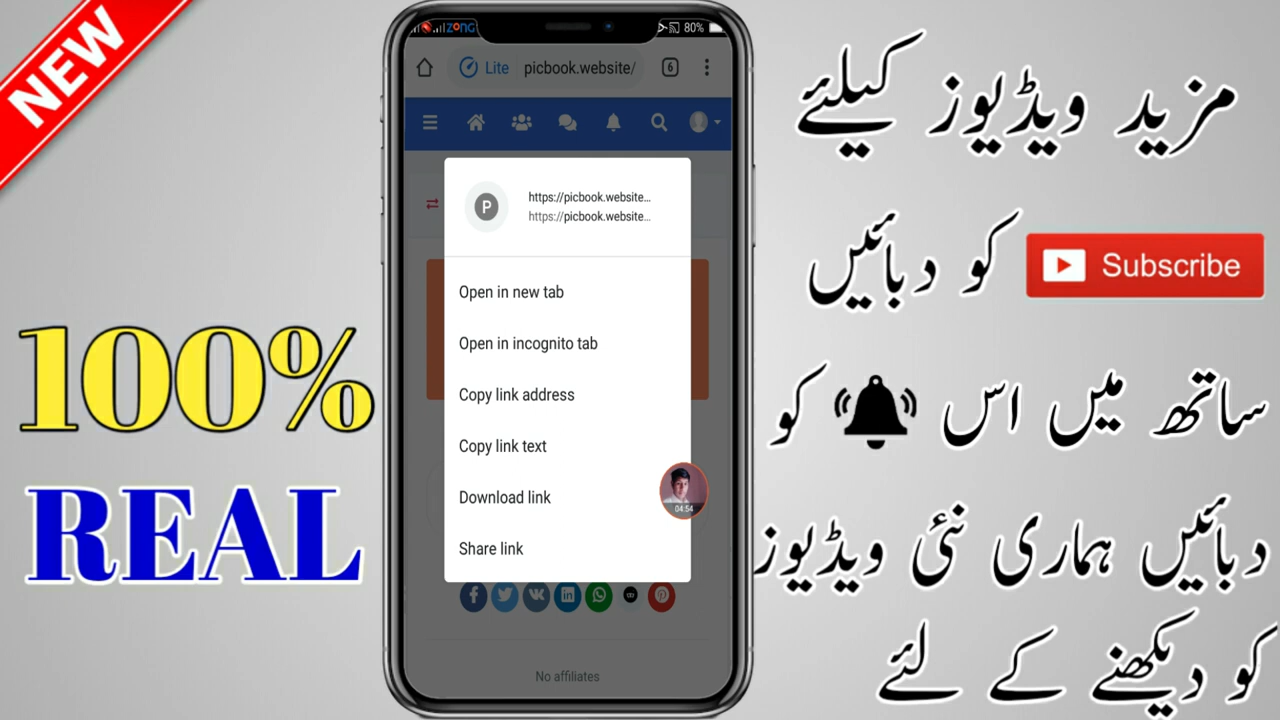 NEW
100%
REAL
ZONG
80%
Lite picbook.website/ 6
P
https://picbook.website...
https://picbook.website...
Open in new tab
Open in incognito tab
Copy link address
Copy link text
Download link
04:54
Share link
No affiliates
مزید ویڈیوز کیلئے
Subscribe کو دبائیں
ساتھ میں اس کو
دبائیں ہماری نئی ویڈیوز
کو دیکھنے کے لئے